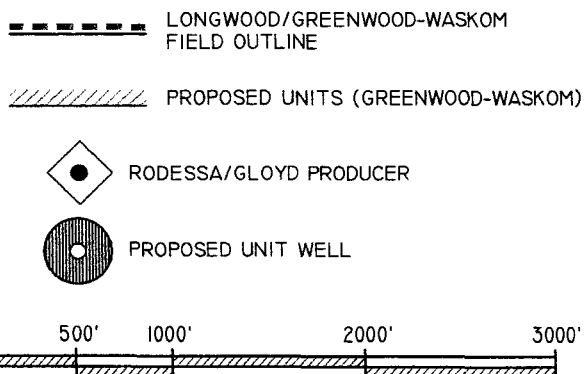 LONGWOOD/GREENWOOD-WASKOM
FIELD OUTLINE
PROPOSED UNITS (GREENWOOD-WASKOM)
RODESSA/GLOYD PRODUCER
PROPOSED UNIT WELL
500' 1000' 2000' 3000'